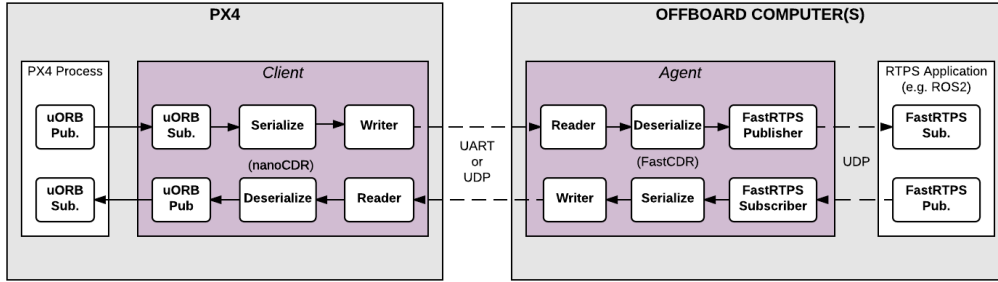 PX4
OFFBOARD COMPUTER(S)
PX4 Process
Client
Agent
RTPS Application
(e.g. ROS2)
uORB
Pub.
uORB
Sub.
Serialize
Writer
Reader
Deserialize
FastRTPS
Publisher
FastRTPS
Sub.
UART
or
UDP
(nanoCDR)
(FastCDR)
UDP
uORB
Sub.
uORB
Pub
Deserialize
Reader
Writer
Serialize
FastRTPS
Subscriber
FastRTPS
Pub.